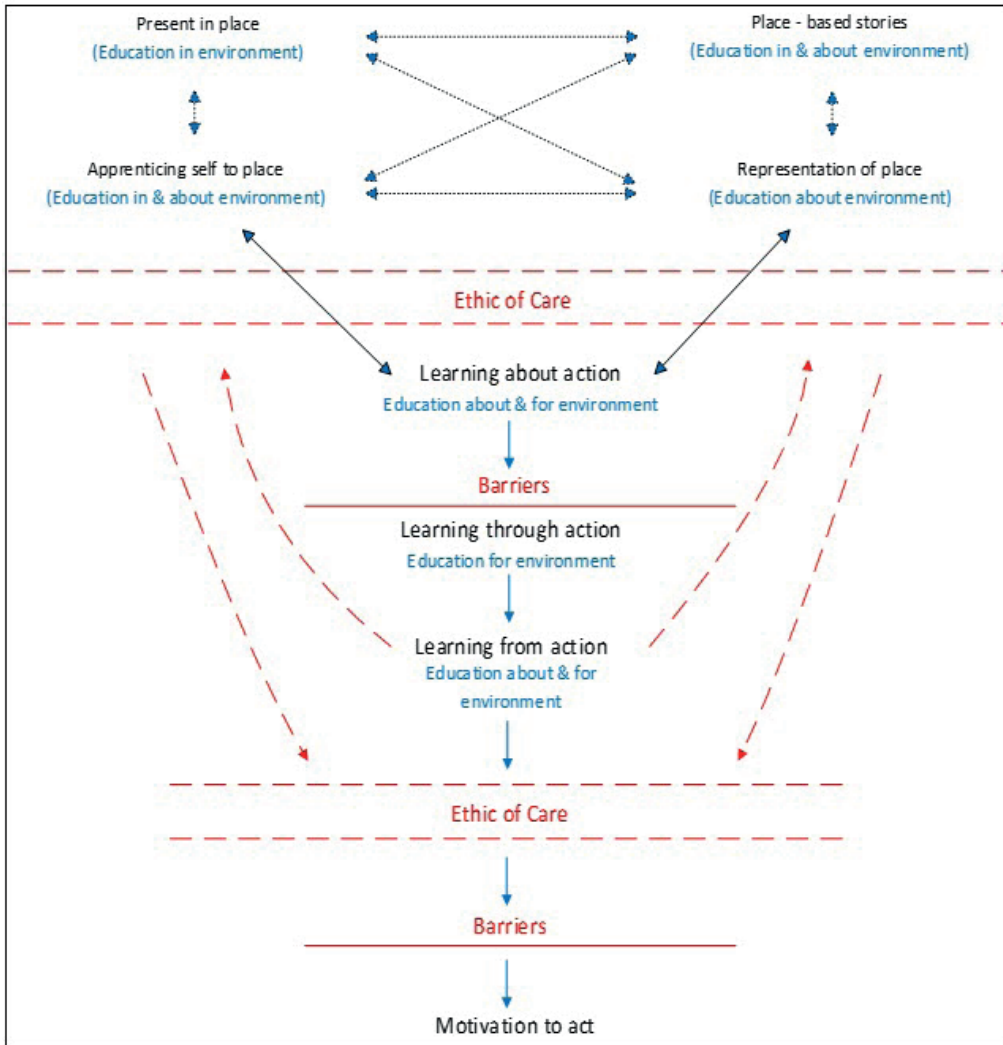 Present in place
(Education in environment)
Place - based stories
(Education in & about environment)
Apprenticing self to place
(Education in & about environment)
Representation of place
(Education about environment)
Ethic of Care
Learning about action
Education about & for environment
Barriers
Learning through action
Education for environment
Learning from action
Education about & for
environment
Ethic of Care
Barriers
Motivation to act